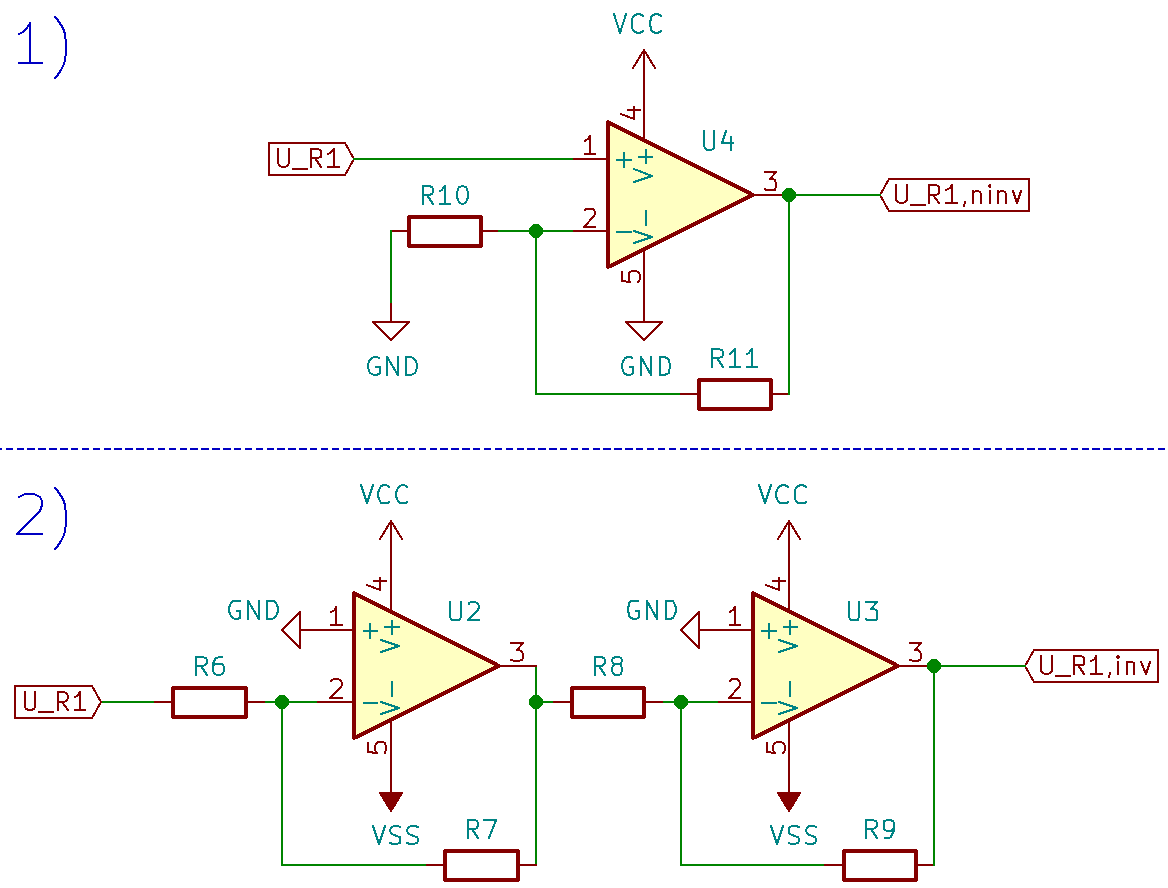 1)
VCC
U4
U_R1
1
4
+
V+
3
U_R1,ninv
R10
2
-
V-
5
GND
GND
R11
2)
VCC
VCC
GND
1
4
+
V+
U2
3
GND
1
4
+
V+
U3
3
U_R1,inv
U_R1
R6
2
-
V-
5
R8
2
-
V-
5
VSS
R7
VSS
R9